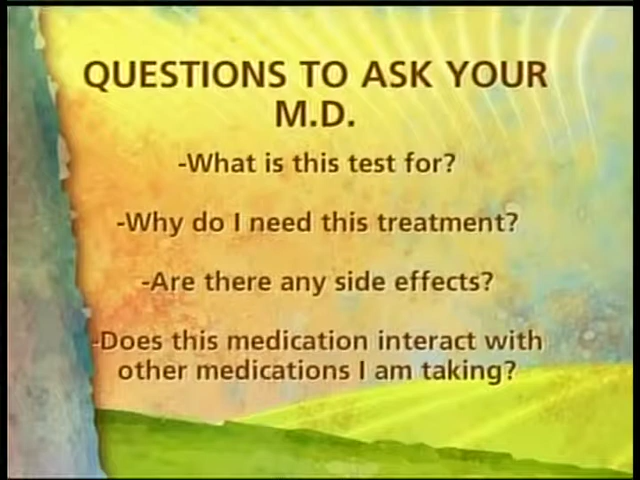 QUESTIONS TO ASK YOUR
M.D.
-What is this test for?
-Why do I need this treatment?
-Are there any side effects?
-Does this medication interact with
other medications I am taking?